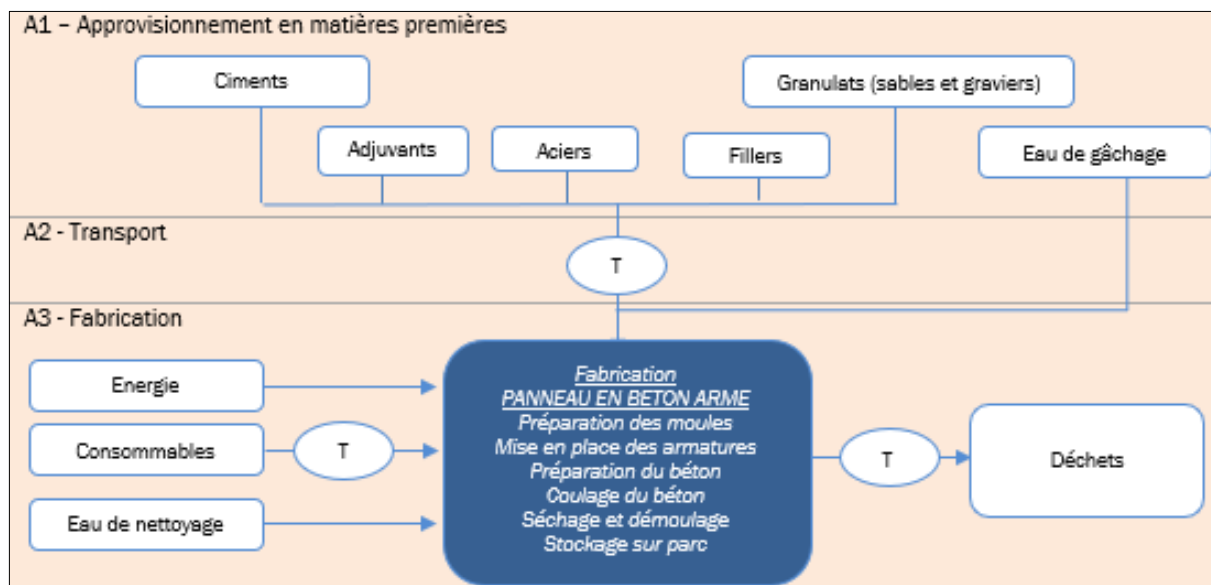 A1 – Approvisionnement en matières premières
Ciments
Granulats (sables et graviers)
Adjuvants
Aciers
Fillers
Eau de gâchage
A2 - Transport
T
A3 - Fabrication
Energie
Consommables
T
Eau de nettoyage
Fabrication
PANNEAU EN BETON ARME
Préparation des moules
Mise en place des armatures
Préparation du béton
Coulage du béton
Séchage et démoulage
Stockage sur parc
T
Déchets